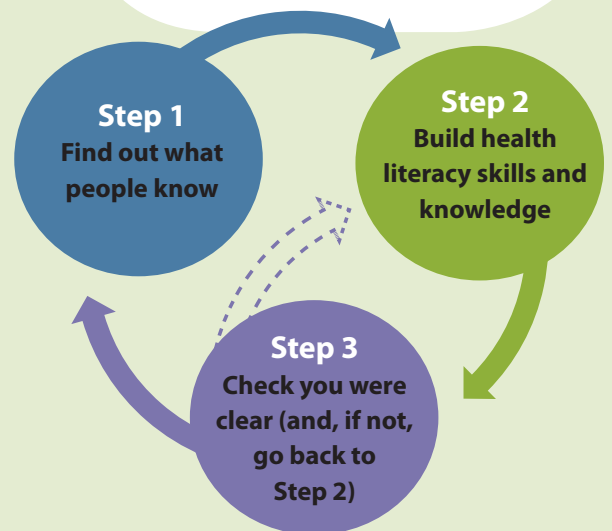 Step 1
Find out what
people know
Step 2
Build health
literacy skills and
knowledge
Step 3
Check you were
clear (and, if not,
go back to
Step 2)